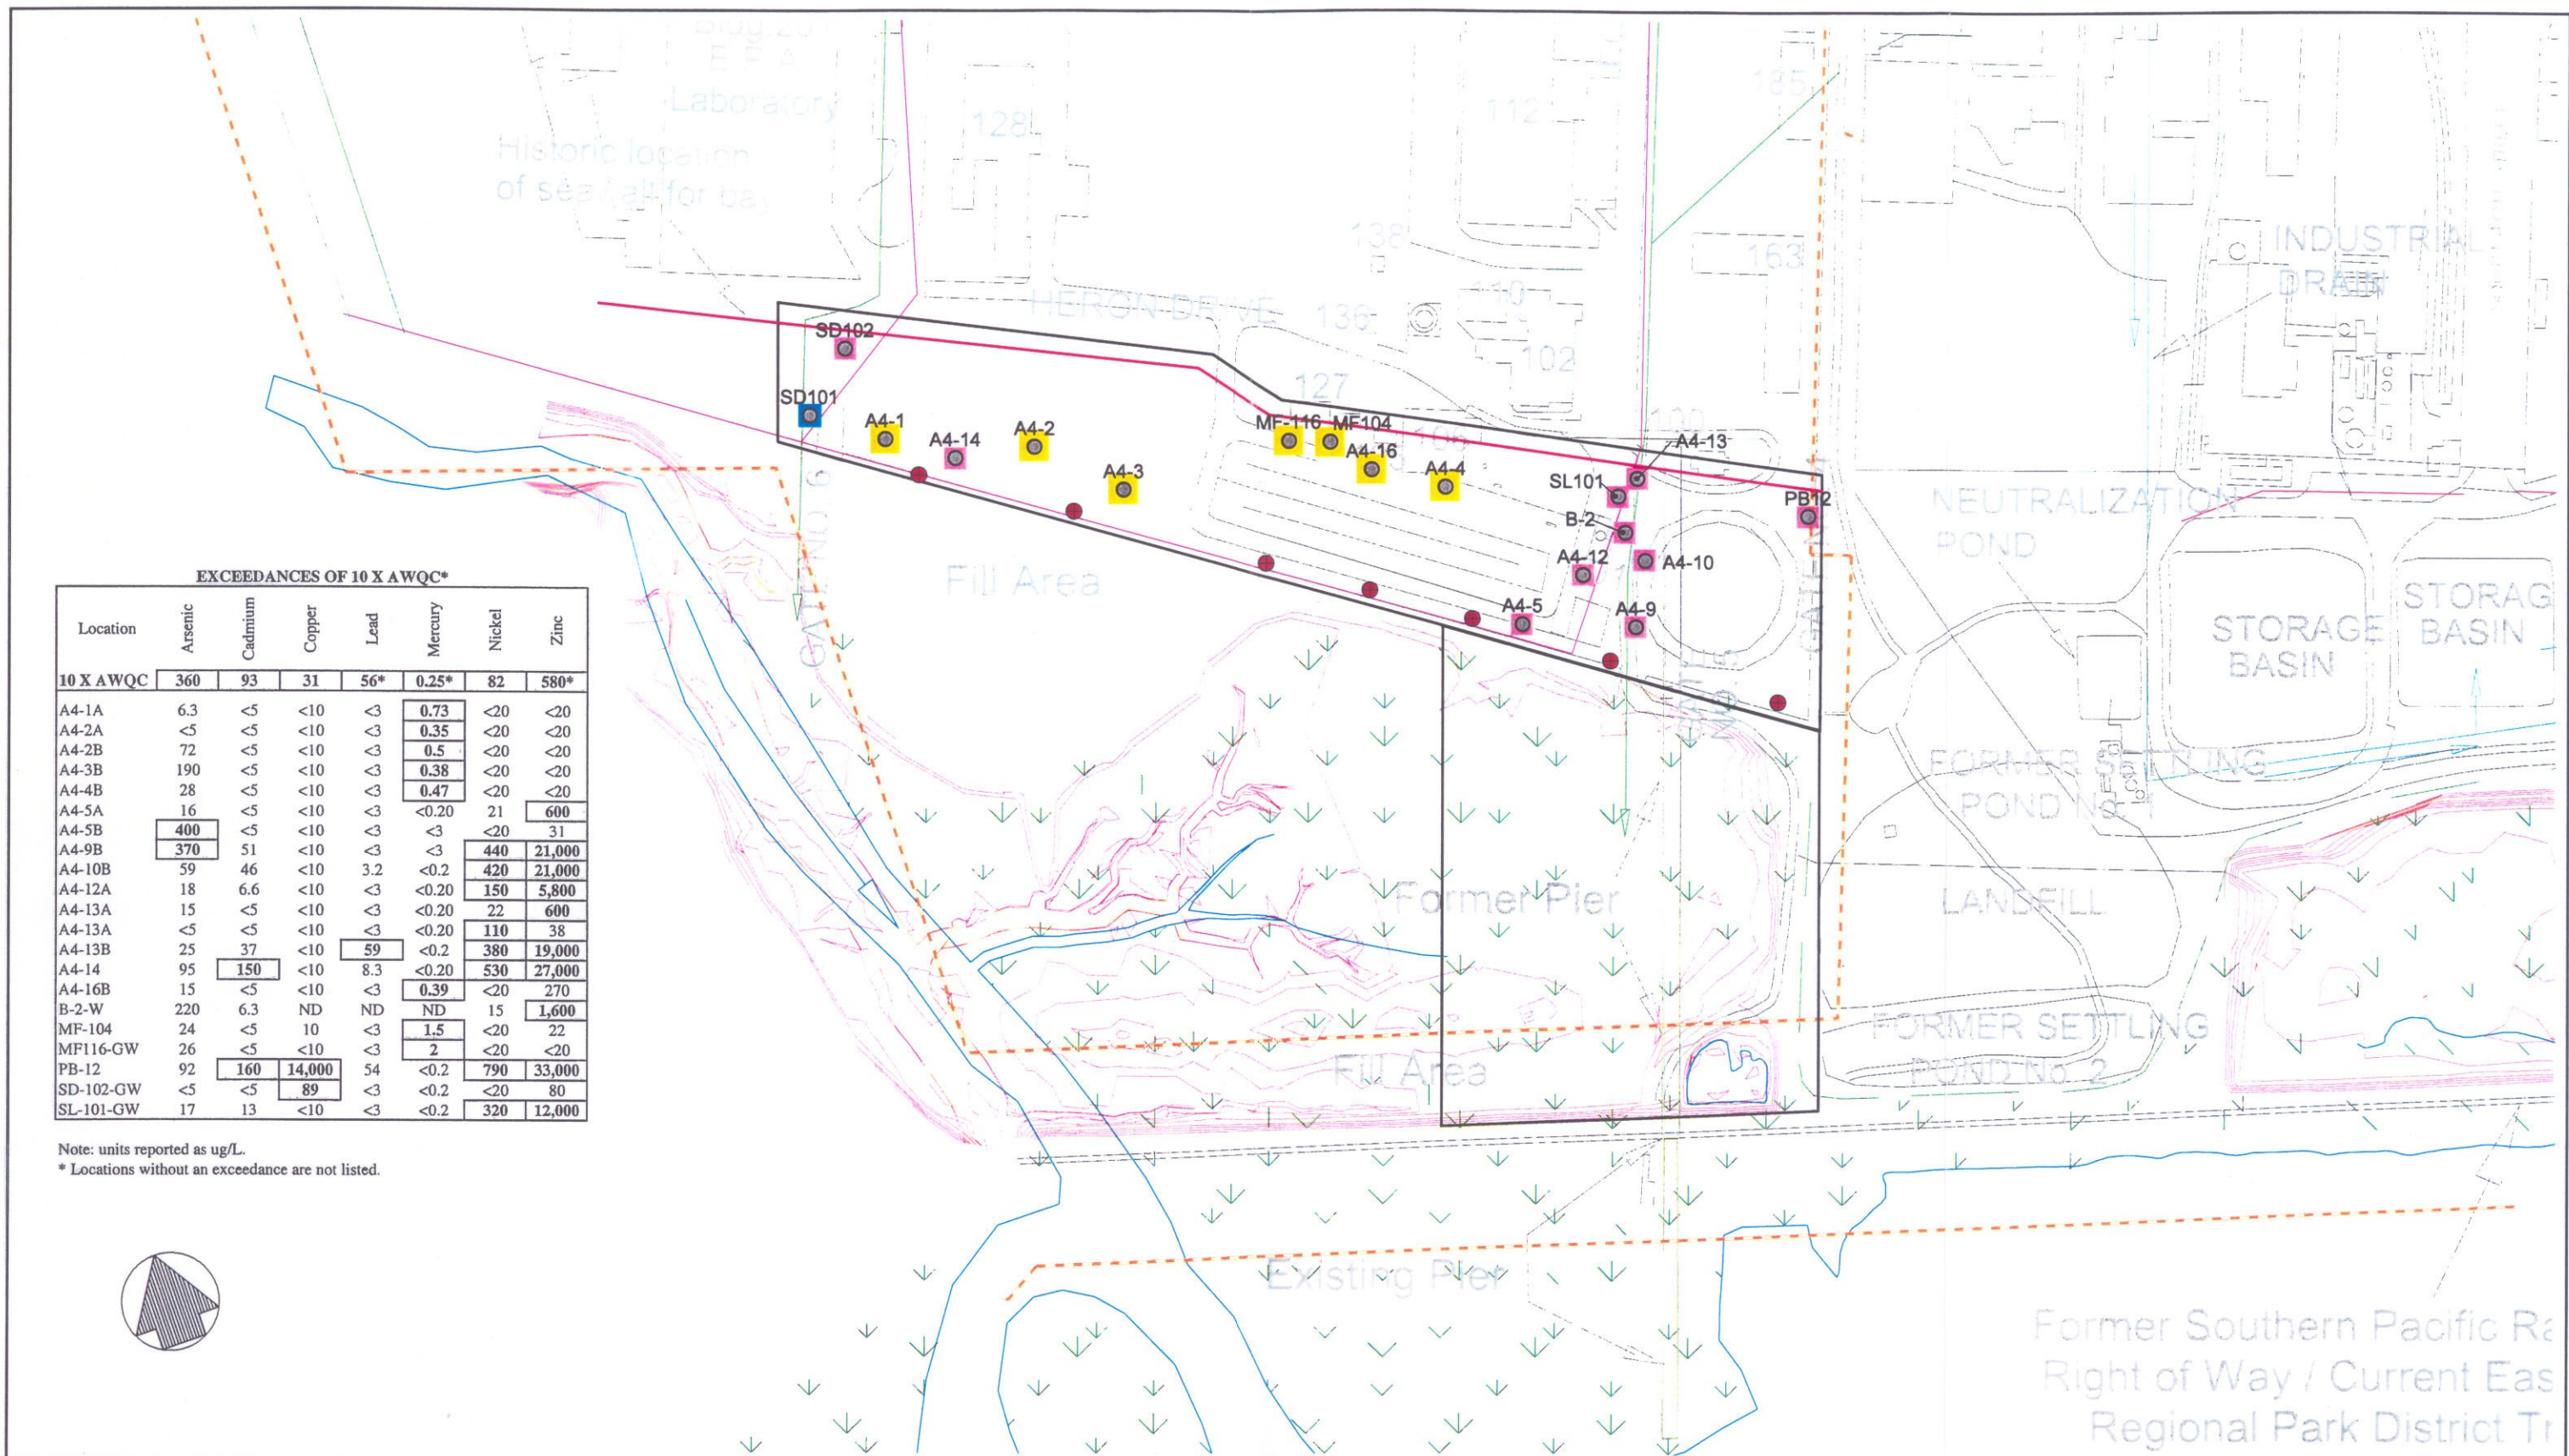 Laboratory
Historic location
128
112
185
138
163
INDUSTRIAL
DRAIN
HERON DRIVE
136
110
102
127
100
SD102
SD101
A4-1
A4-14
A4-2
A4-3
MF-116
MF104
A4-16
A4-4
A4-13
SL101
B-2
A4-12
A4-10
A4-5
A4-9
PB12
NEUTRALIZATION
POND
STORAGE
BASIN
STORAG
BASIN
Fill Area
EXCEEDANCES OF 10 X AWQC*
Location Arsenic Cadmium Copper Lead Mercury Nickel Zinc
10 X AWQC 360 93 31 56* 0.25* 82 580*
A4-1A 6.3 <5 <10 <3 0.73 <20 <20
A4-2A <5 <5 <10 <3 0.35 <20 <20
A4-2B 72 <5 <10 <3 0.5 <20 <20
A4-3B 190 <5 <10 <3 0.38 <20 <20
A4-4B 28 <5 <10 <3 0.47 <20 <20
A4-5A 16 <5 <10 <3 <0.20 21 600
A4-5B 400 <5 <10 <3 <3 <20 31
A4-9B 370 51 <10 <3 <3 440 21,000
A4-10B 59 46 <10 3.2 <0.2 420 21,000
A4-12A 18 6.6 <10 <3 <0.20 150 5,800
A4-13A 15 <5 <10 <3 <0.20 22 600
A4-13A <5 <5 <10 <3 <0.20 110 38
A4-13B 25 37 <10 59 <0.2 380 19,000
A4-14 95 150 <10 8.3 <0.20 530 27,000
A4-16B 15 <5 <10 <3 0.39 <20 270
B-2-W 220 6.3 ND ND ND 15 1,600
MF-104 24 <5 10 <3 1.5 <20 22
MF116-GW 26 <5 <10 <3 2 <20 <20
PB-12 92 160 14,000 54 <0.2 790 33,000
SD-102-GW <5 <5 89 <3 <0.2 <20 80
SL-101-GW 17 13 <10 <3 <0.2 320 12,000
Note: units reported as ug/L.
* Locations without an exceedance are not listed.
FORMER SETTLING
POND No. 1
Former Pier
LANDFILL
FORMER SETTLING
POND No. 2
Fill Area
Existing Pier
Former Southern Pacific Ra
Right of Way / Current Eas
Regional Park District Tr